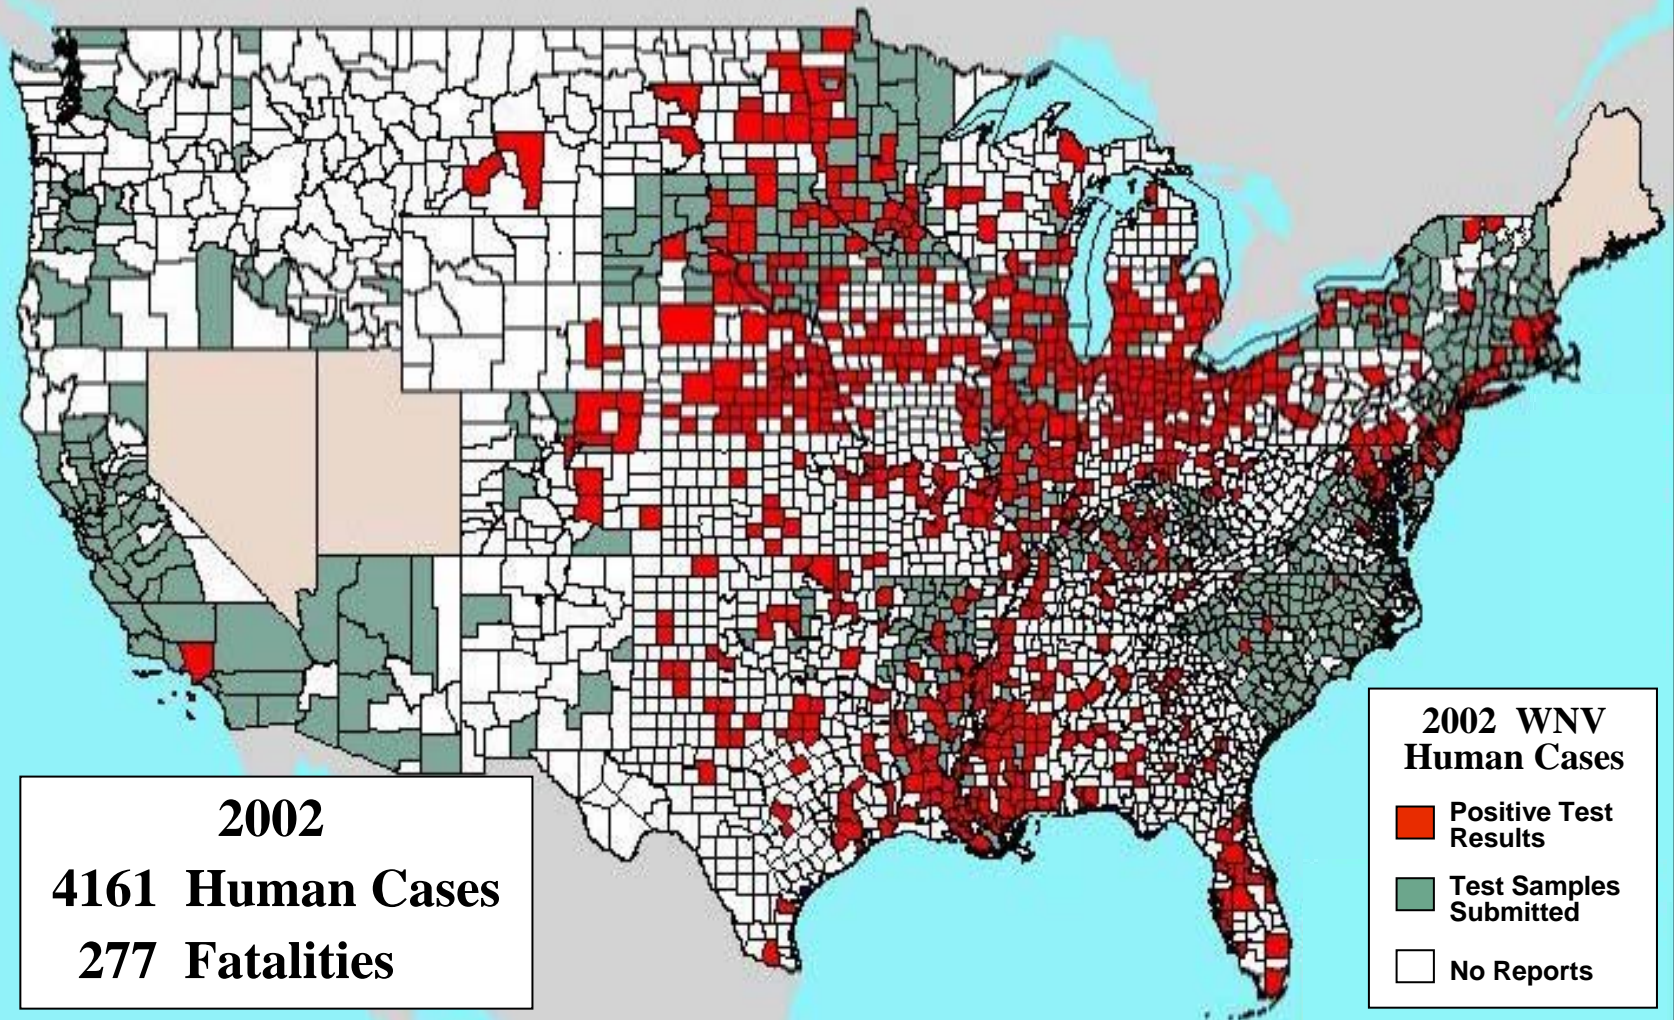 2002
4161 Human Cases
277 Fatalities
2002 WNV
Human Cases
Positive Test
Results
Test Samples
Submitted
No Reports